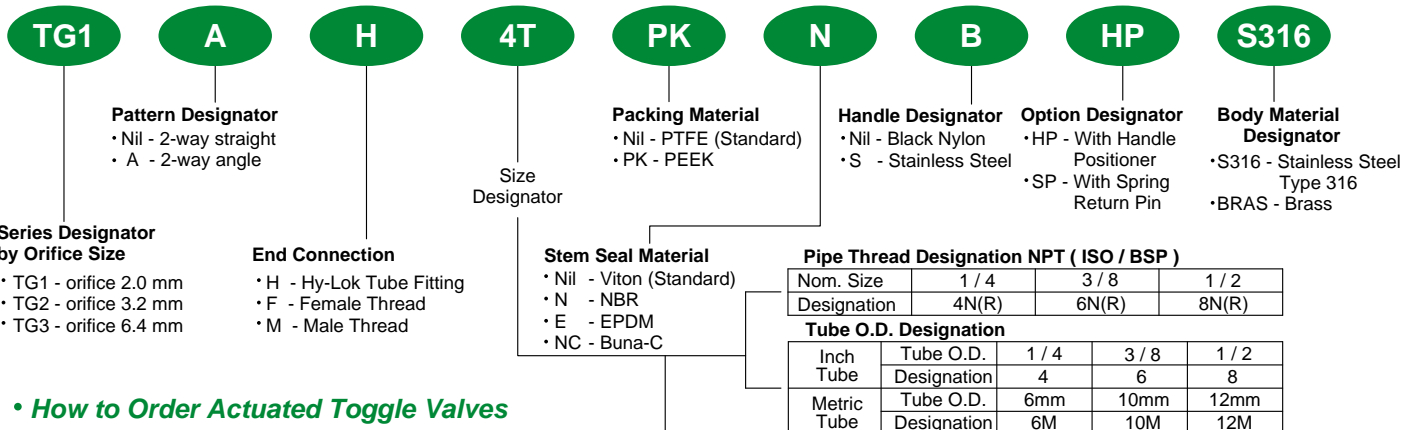 TG1 A H 4T PK N B HP S316
Pattern Designator
• Nil - 2-way straight
• A - 2-way angle
Size
Designator
Packing Material
• Nil - PTFE (Standard)
• PK - PEEK
Handle Designator
• Nil - Black Nylon
• S - Stainless Steel
Option Designator
• HP - With Handle
Positioner
• SP - With Spring
Return Pin
Body Material
Designator
• S316 - Stainless Steel
Type 316
• BRAS - Brass
Series Designator
by Orifice Size
• TG1 - orifice 2.0 mm
• TG2 - orifice 3.2 mm
• TG3 - orifice 6.4 mm
End Connection
• H - Hy-Lok Tube Fitting
• F - Female Thread
• M - Male Thread
Stem Seal Material
• Nil - Viton (Standard)
• N - NBR
• E - EPDM
• NC - Buna-C
Pipe Thread Designation NPT ( ISO / BSP )
Nom. Size 1 / 4 3 / 8 1 / 2
Designation 4N(R) 6N(R) 8N(R)
Tube O.D. Designation
Inch Tube Tube O.D. 1 / 4 3 / 8 1 / 2
Designation 4 6 8
Metric Tube Tube O.D. 6mm 10mm 12mm
Designation 6M 10M 12M
• How to Order Actuated Toggle Valves